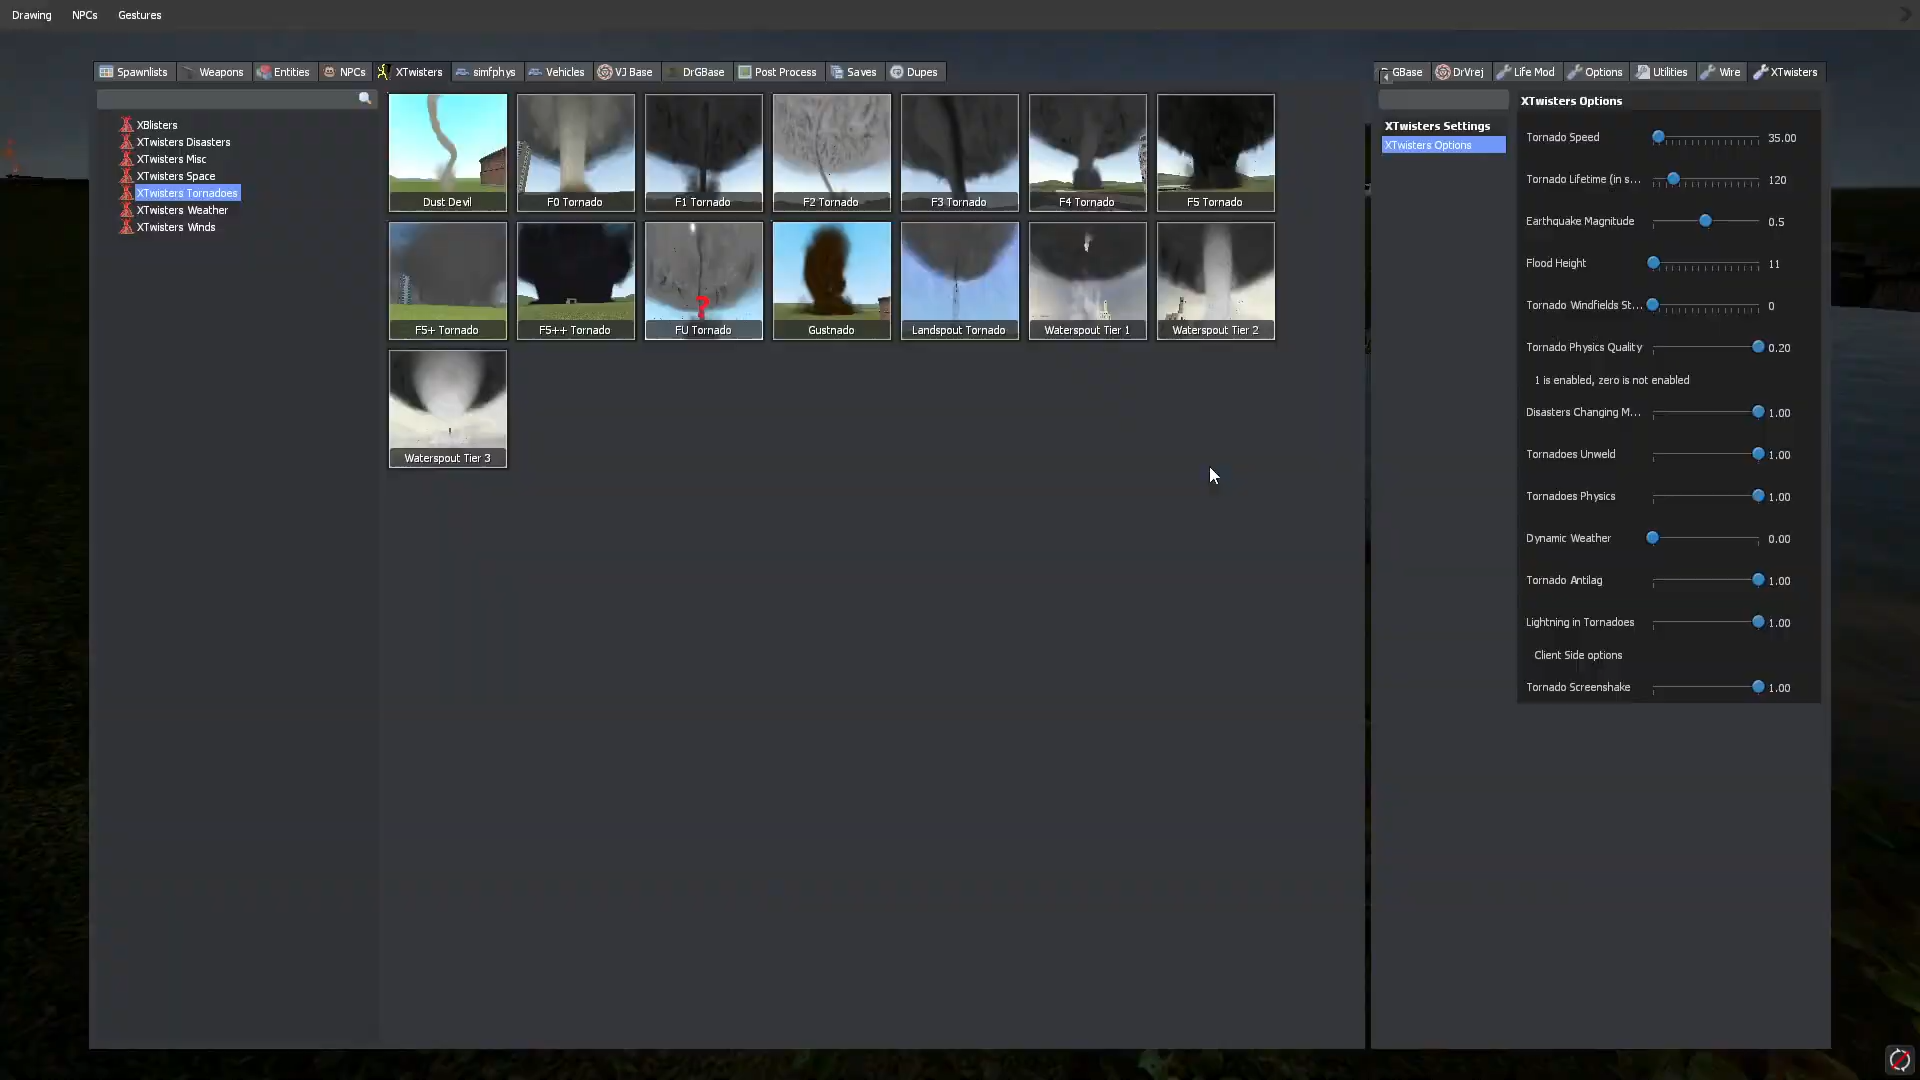 Drawing NPCs Gestures
Spawnlists Weapons Entities NPCs XTwisters simfphys Vehicles VJ Base DrGBase Post Process Saves Dupes
GBase DrVrej Life Mod Options Utilities Wire XTwisters
XBlisters
XTwisters Disasters
XTwisters Misc
XTwisters Space
XTwisters Tornadoes
XTwisters Weather
XTwisters Winds
Dust Devil F0 Tornado F1 Tornado F2 Tornado F3 Tornado F4 Tornado F5 Tornado
?
F5+ Tornado F5++ Tornado FU Tornado Gustnado Landspout Tornado Waterspout Tier 1 Waterspout Tier 2
Waterspout Tier 3
XTwisters Settings
XTwisters Options
XTwisters Options
Tornado Speed 35.00
Tornado Lifetime (in s... 120
Earthquake Magnitude 0.5
Flood Height 11
Tornado Windfields St... 0
Tornado Physics Quality 0.20
1 is enabled, zero is not enabled
Disasters Changing M... 1.00
Tornadoes Unweld 1.00
Tornadoes Physics 1.00
Dynamic Weather 0.00
Tornado Antilag 1.00
Lightning in Tornadoes 1.00
Client Side options
Tornado Screenshake 1.00